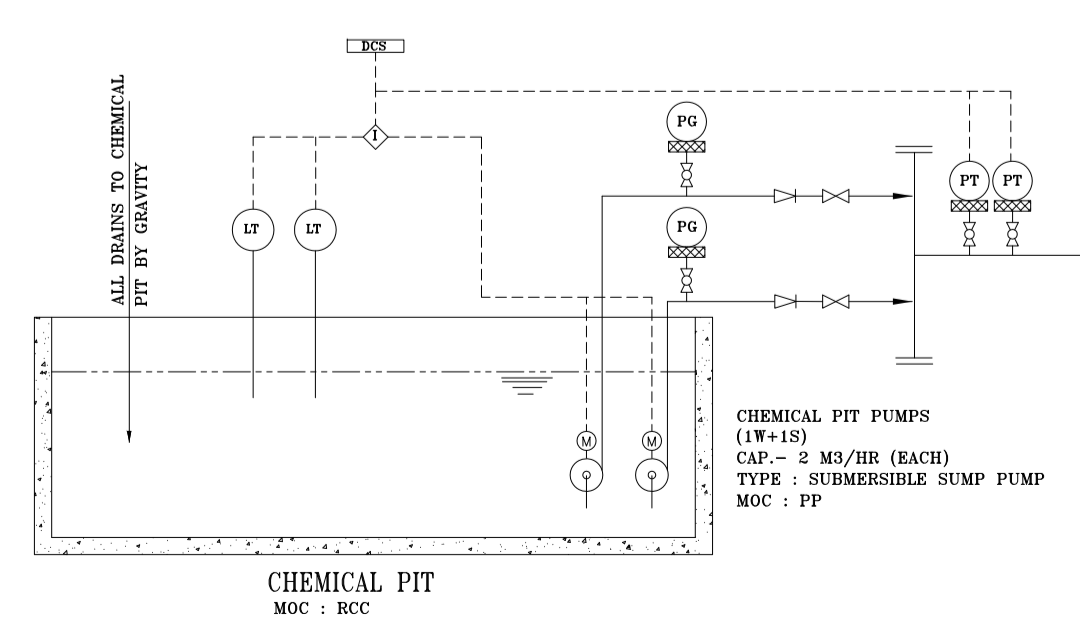 DCS
ALL DRAINS TO CHEMICAL
PIT BY GRAVITY
I
LT
LT
PG
PG
PT
PT
M
M
CHEMICAL PIT PUMPS
(1W+1S)
CAP.- 2 M3/HR (EACH)
TYPE : SUBMERSIBLE SUMP PUMP
MOC : PP
CHEMICAL PIT
MOC : RCC